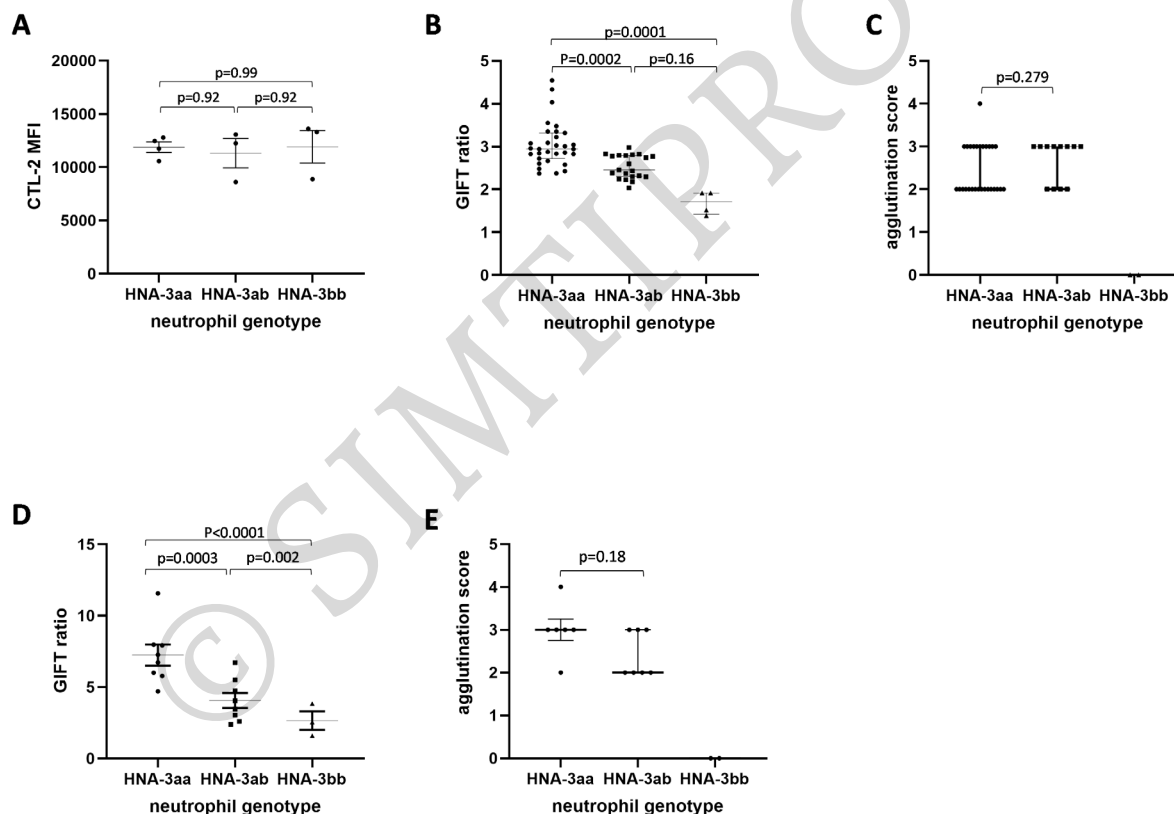 A
20000
15000
10000
5000
0
CTL-2 MFI
p=0.99
p=0.92
p=0.92
HNA-3aa
HNA-3ab
HNA-3bb
neutrophil genotype
B
5
4
3
2
1
0
GIFT ratio
p=0.0001
P=0.0002
p=0.16
HNA-3aa
HNA-3ab
HNA-3bb
neutrophil genotype
C
5
4
3
2
1
0
agglutination score
p=0.279
HNA-3aa
HNA-3ab
HNA-3bb
neutrophil genotype
D
15
10
5
0
GIFT ratio
P<0.0001
p=0.0003
p=0.002
HNA-3aa
HNA-3ab
HNA-3bb
neutrophil genotype
E
5
4
3
2
1
0
agglutination score
p=0.18
HNA-3aa
HNA-3ab
HNA-3bb
neutrophil genotype
© SIMTIPRO